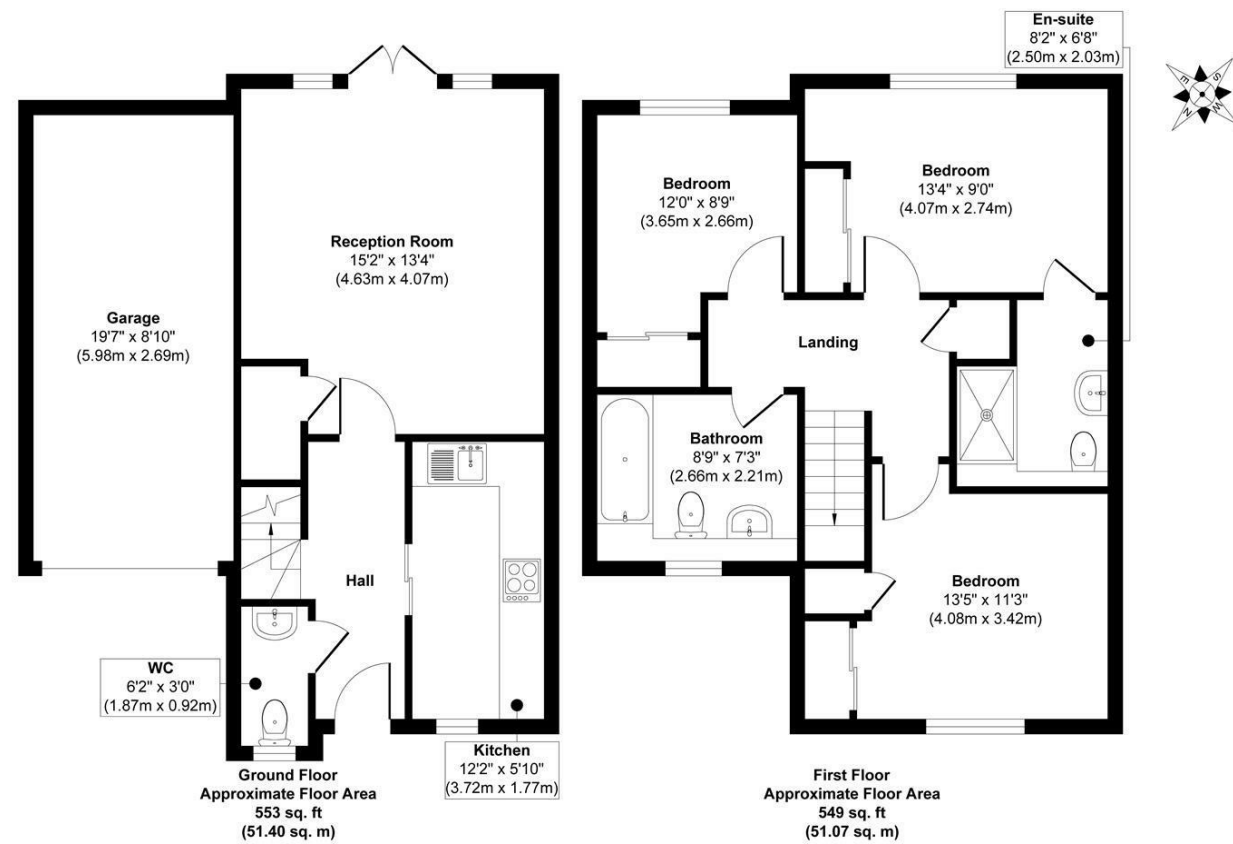 En-suite
8'2" x 6'8"
(2.50m x 2.03m)
S
E
W
N
Bedroom
12'0" x 8'9"
(3.65m x 2.66m)
Bedroom
13'4" x 9'0"
(4.07m x 2.74m)
Reception Room
15'2" x 13'4"
(4.63m x 4.07m)
Garage
19'7" x 8'10"
(5.98m x 2.69m)
Landing
Bathroom
8'9" x 7'3"
(2.66m x 2.21m)
Hall
Bedroom
13'5" x 11'3"
(4.08m x 3.42m)
WC
6'2" x 3'0"
(1.87m x 0.92m)
Kitchen
12'2" x 5'10"
(3.72m x 1.77m)
Ground Floor
Approximate Floor Area
553 sq. ft
(51.40 sq. m)
First Floor
Approximate Floor Area
549 sq. ft
(51.07 sq. m)